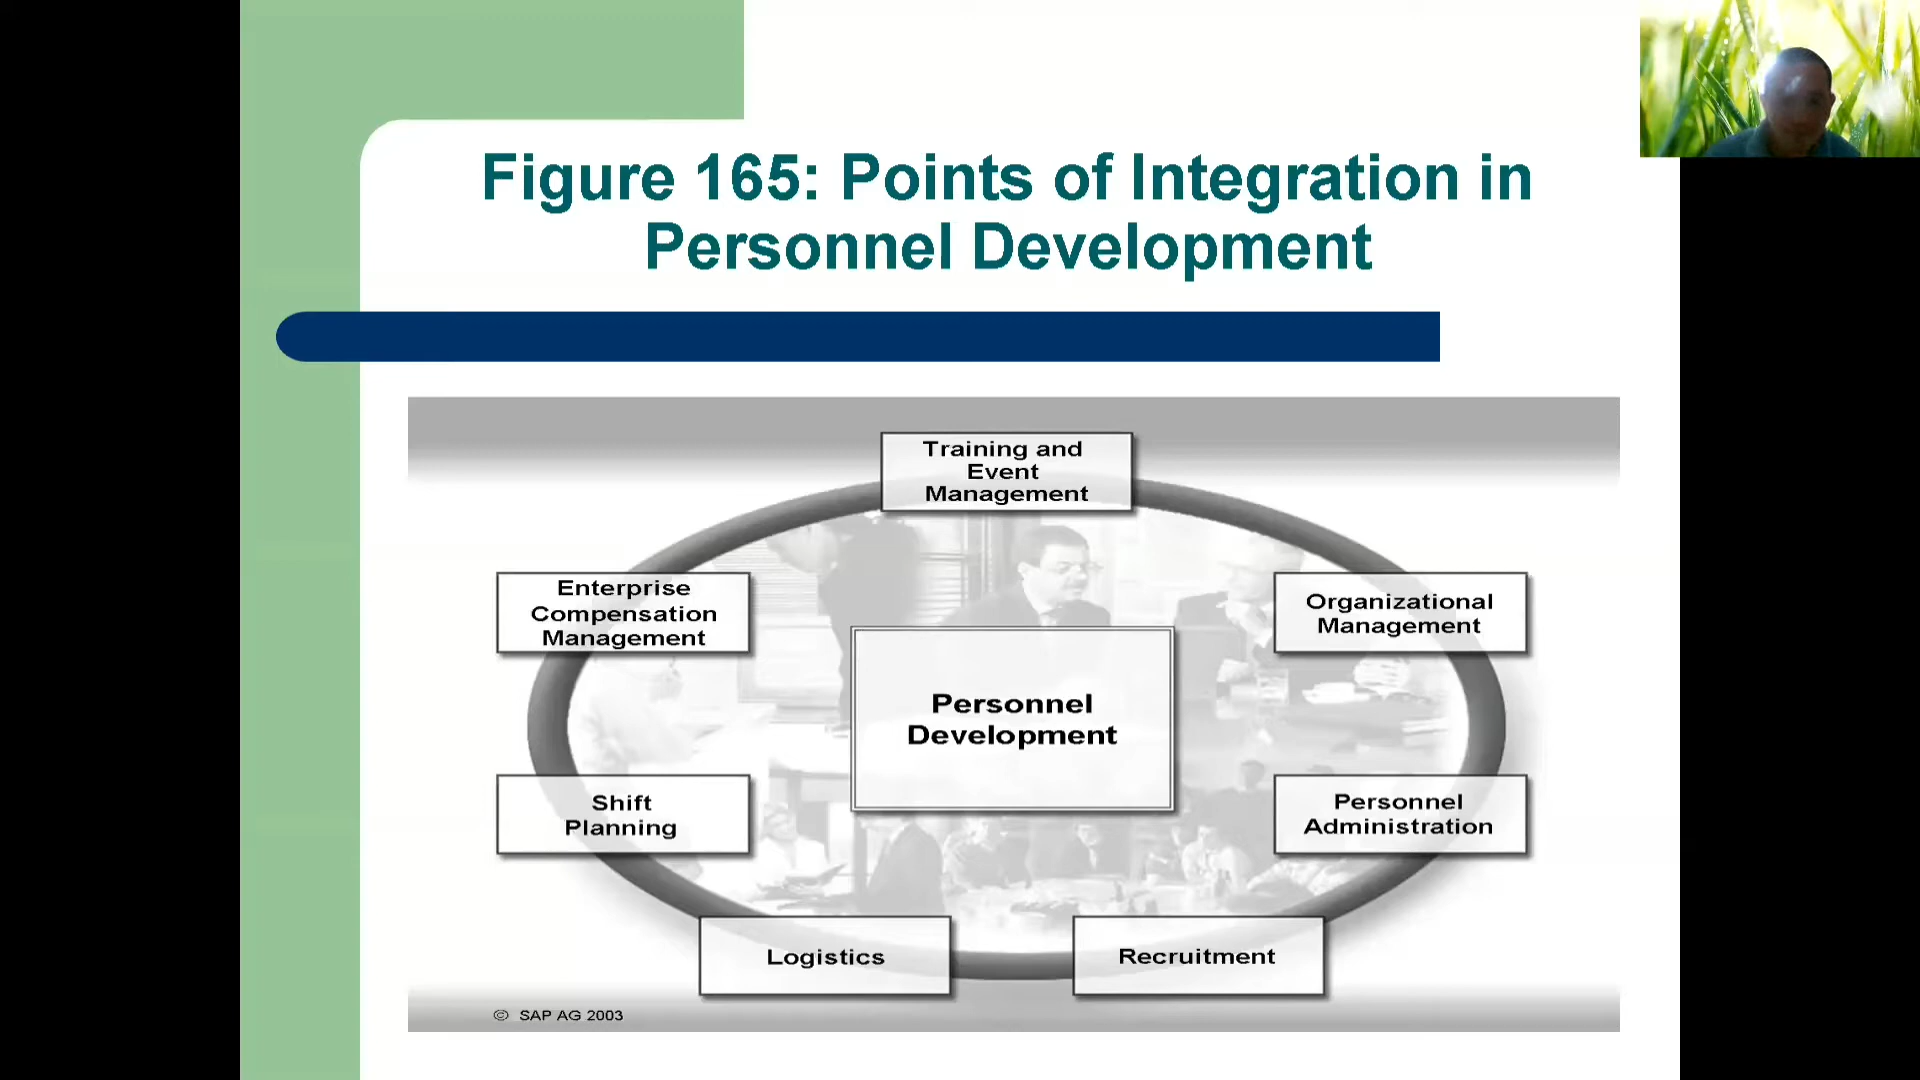 Figure 165: Points of Integration in
Personnel Development
Training and
Event
Management
Enterprise
Compensation
Management
Organizational
Management
Personnel
Development
Shift
Planning
Personnel
Administration
Logistics
Recruitment
© SAP AG 2003